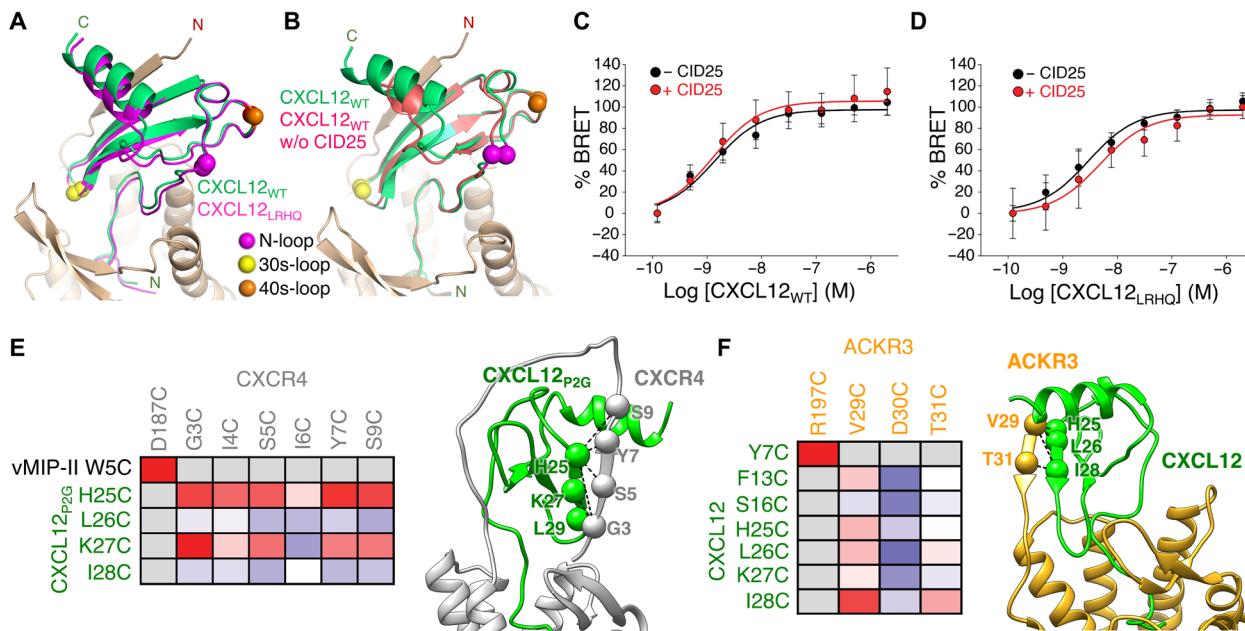 A
C
N
CXCL12WT
CXCL12LRHQ
N-loop
30s-loop
40s-loop
N
B
C
N
CXCL12WT
CXCL12WT
w/o CID25
N
C
− CID25
+ CID25
% BRET
140
120
100
80
60
40
20
0
−20
−40
−10
−9
−8
−7
−6
Log [CXCL12WT] (M)
D
− CID25
+ CID25
% BRET
140
120
100
80
60
40
20
0
−20
−40
−10
−9
−8
−7
−6
Log [CXCL12LRHQ] (M)
E
CXCR4
D187C
G3C
I4C
S5C
I6C
Y7C
S9C
vMIP-II W5C
CXCL12P2G
H25C
L26C
K27C
I28C
CXCL12P2G
CXCR4
S9
Y7
H25
S5
K27
L29
G3
F
ACKR3
R197C
V29C
D30C
T31C
CXCL12
Y7C
F13C
S16C
H25C
L26C
K27C
I28C
ACKR3
V29
H25
L26
T31
I28
CXCL12